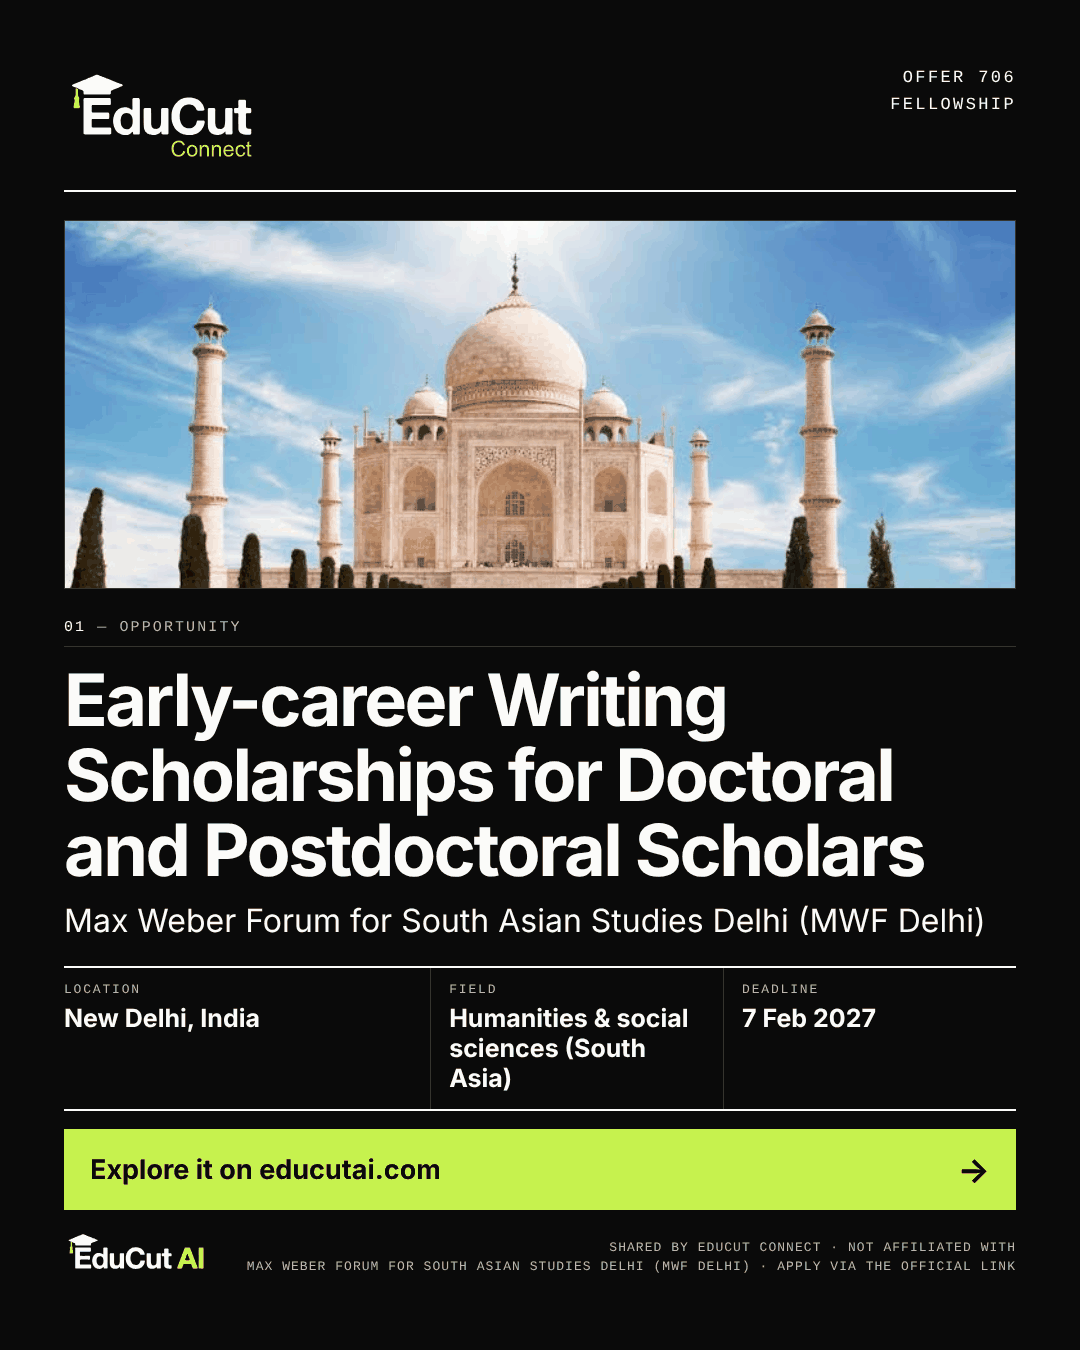 EduCut
Connect
OFFER 706
FELLOWSHIP
01 — OPPORTUNITY
Early-career Writing
Scholarships for Doctoral
and Postdoctoral Scholars
Max Weber Forum for South Asian Studies Delhi (MWF Delhi)
LOCATION
New Delhi, India
FIELD
Humanities & social
sciences (South
Asia)
DEADLINE
7 Feb 2027
Explore it on educutai.com →
EduCut AI
SHARED BY EDUCUT CONNECT · NOT AFFILIATED WITH
MAX WEBER FORUM FOR SOUTH ASIAN STUDIES DELHI (MWF DELHI) · APPLY VIA THE OFFICIAL LINK